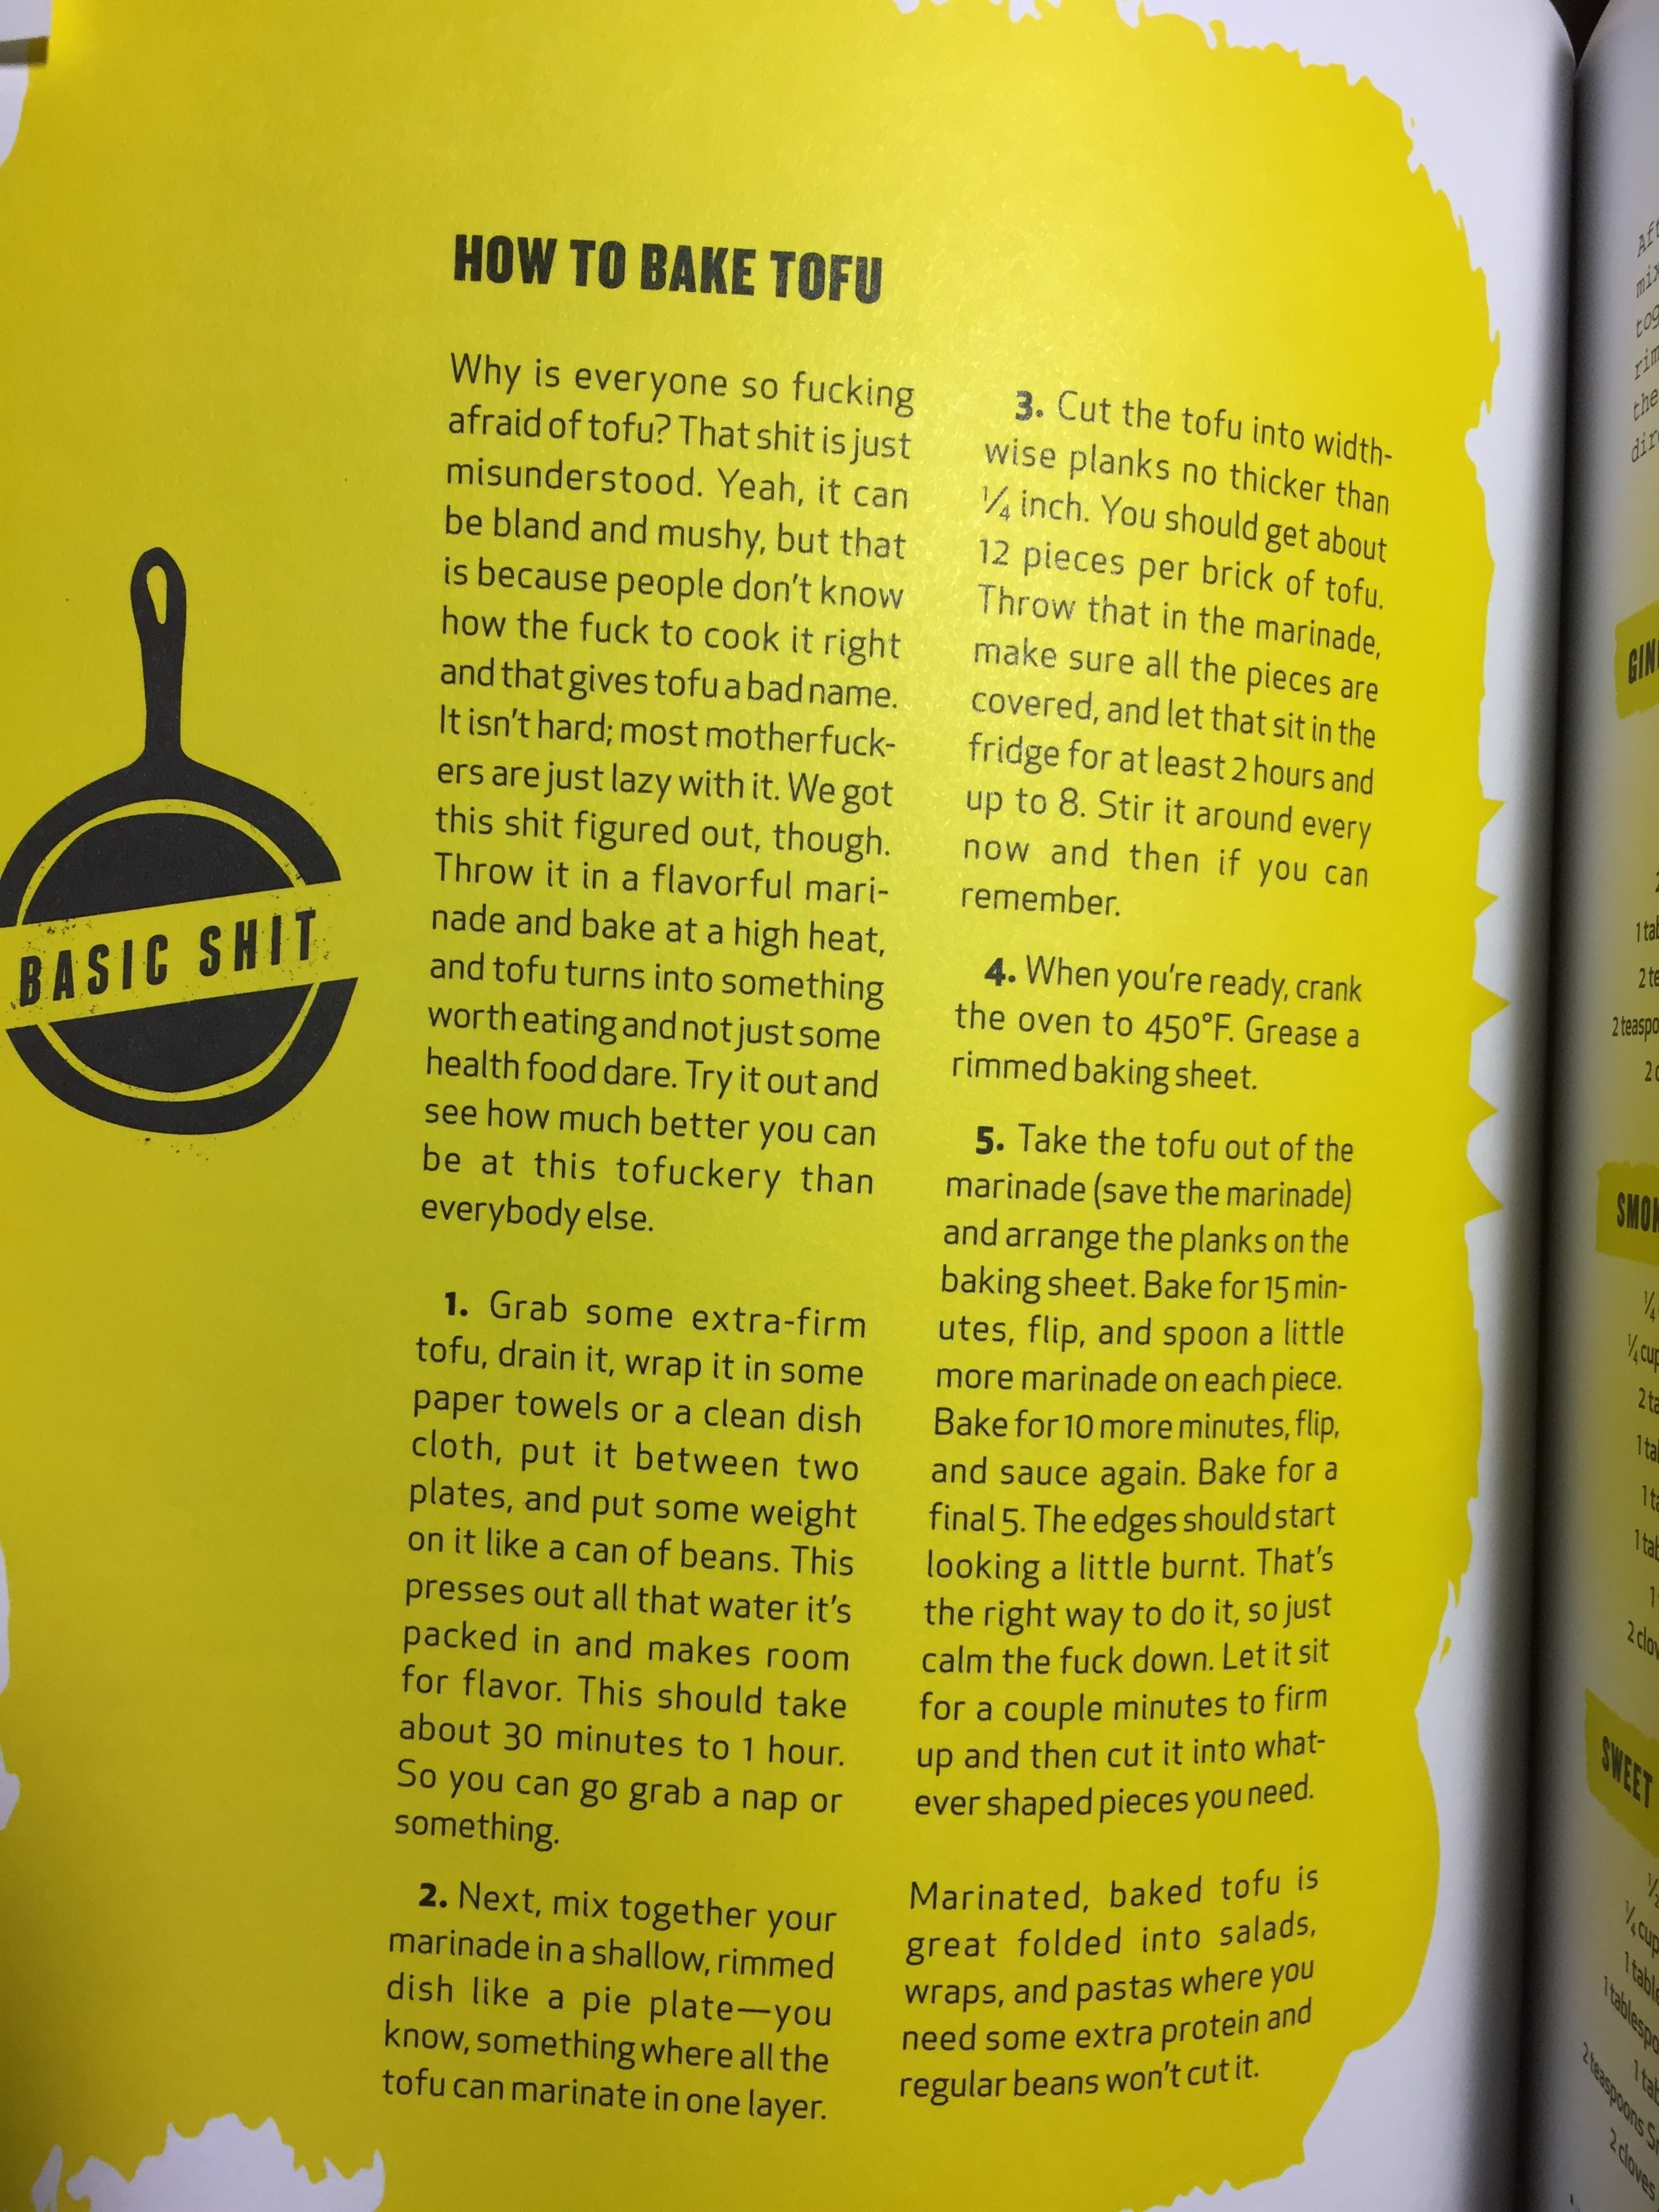 BASIC SHIT
HOW TO BAKE TOFU
Why is everyone so fucking
afraid of tofu? That shit is just
misunderstood. Yeah, it can
be bland and mushy, but that
is because people don't know
how the fuck to cook it right
and that gives tofu a bad name.
It isn't hard; most motherfuck-
ers are just lazy with it. We got
this shit figured out, though.
Throw it in a flavorful mari-
nade and bake at a high heat,
and tofu turns into something
worth eating and not just some
health food dare. Try it out and
see how much better you can
be at this tofuckery than
everybody else.
1. Grab some extra-firm
tofu, drain it, wrap it in some
paper towels or a clean dish
cloth, put it between two
plates, and put some weight
on it like a can of beans. This
presses out all that water it's
packed in and makes room
for flavor. This should take
about 30 minutes to 1 hour.
So you can go grab a nap or
something.
2. Next, mix together your
marinade in a shallow, rimmed
dish like a pie plate—you
know, something where all the
tofu can marinate in one layer.
3. Cut the tofu into width-
wise planks no thicker than
¼ inch. You should get about
12 pieces per brick of tofu.
Throw that in the marinade,
make sure all the pieces are
covered, and let that sit in the
fridge for at least 2 hours and
up to 8. Stir it around every
now and then if you can
remember.
4. When you're ready, crank
the oven to 450°F. Grease a
rimmed baking sheet.
5. Take the tofu out of the
marinade (save the marinade)
and arrange the planks on the
baking sheet. Bake for 15 min-
utes, flip, and spoon a little
more marinade on each piece.
Bake for 10 more minutes, flip,
and sauce again. Bake for a
final 5. The edges should start
looking a little burnt. That's
the right way to do it, so just
calm the fuck down. Let it sit
for a couple minutes to firm
up and then cut it into what-
ever shaped pieces you need.
Marinated, baked tofu is
great folded into salads,
wraps, and pastas where you
need some extra protein and
regular beans won't cut it.
the
SWEET
¼ cup
2 cloves